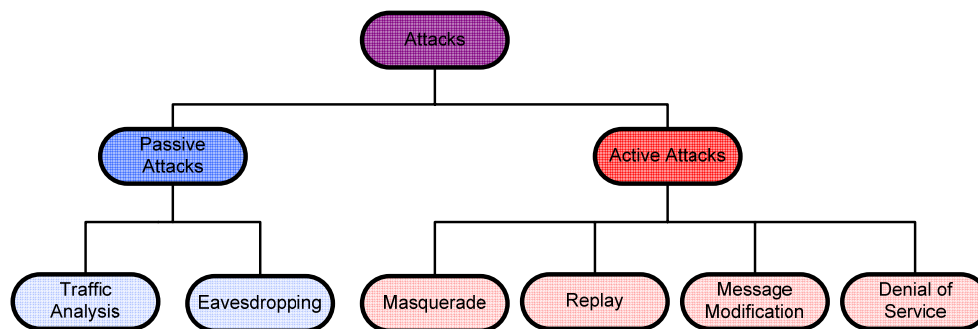 Attacks
Passive
Attacks
Active Attacks
Traffic
Analysis
Eavesdropping
Masquerade
Replay
Message
Modification
Denial of
Service